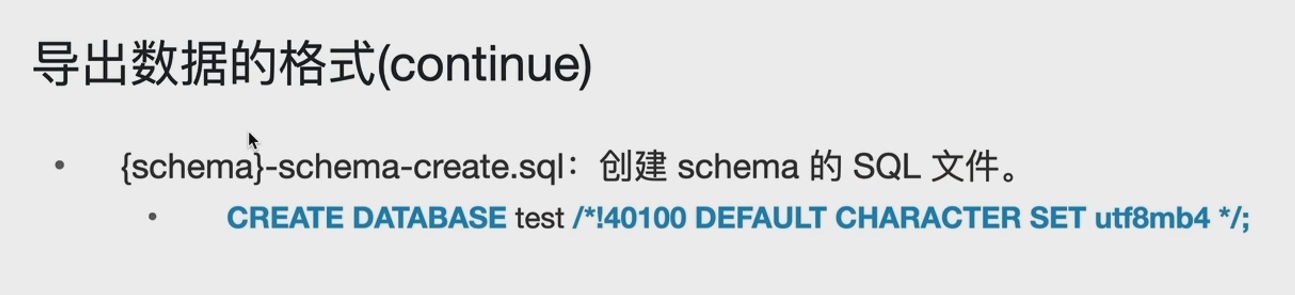 导出数据的格式(continue)
• {schema}-schema-create.sql：创建 schema 的 SQL 文件。
• CREATE DATABASE test /*!40100 DEFAULT CHARACTER SET utf8mb4 */;